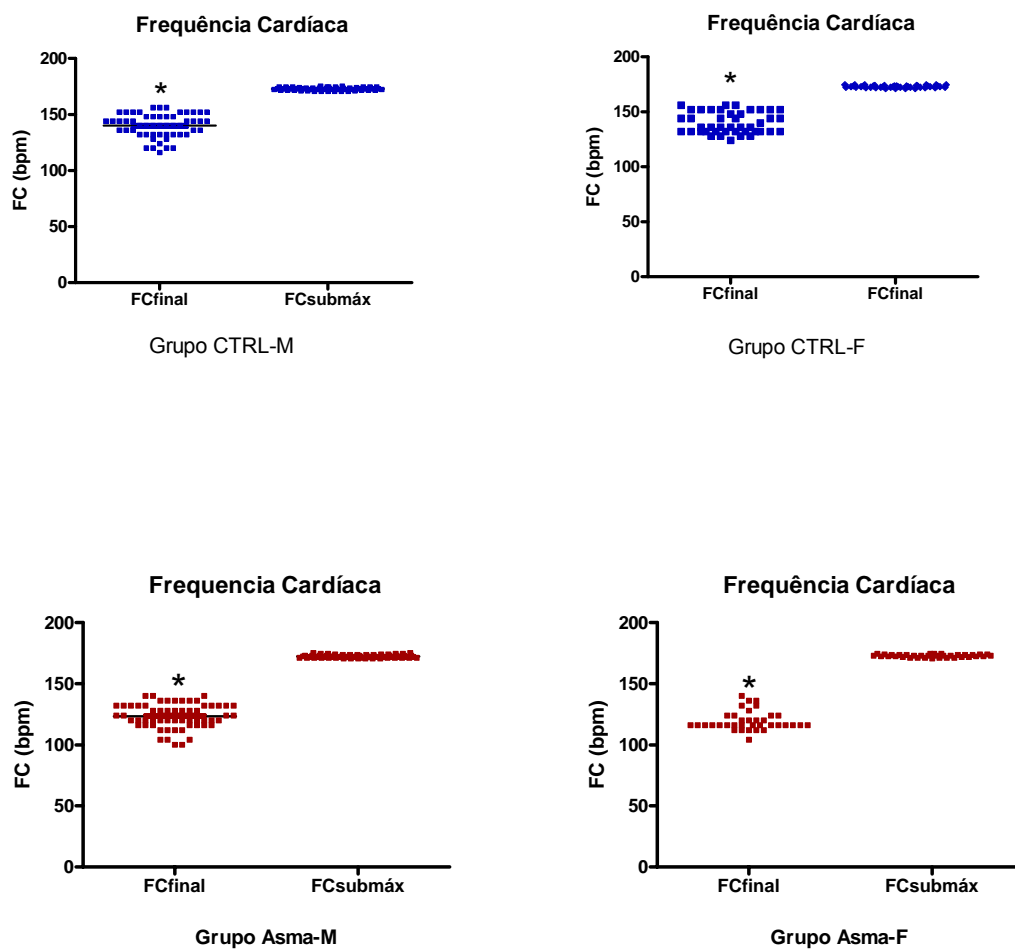 Frequência Cardíaca
200
150
100
50
0
FC (bpm)
*
FCfinal FCsubmáx
Grupo CTRL-M
Frequência Cardíaca
200
150
100
50
0
FC (bpm)
*
FCfinal FCfinal
Grupo CTRL-F
Frequencia Cardíaca
200
150
100
50
0
FC (bpm)
*
FCfinal FCsubmáx
Grupo Asma-M
Frequência Cardíaca
200
150
100
50
0
FC (bpm)
*
FCfinal FCsubmáx
Grupo Asma-F